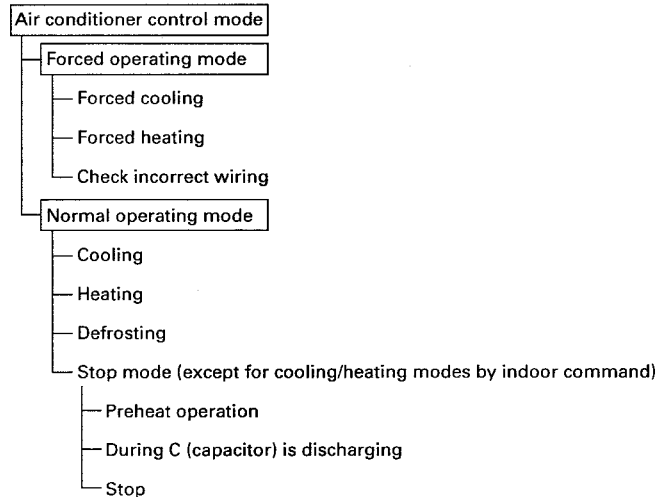 Air conditioner control mode
Forced operating mode
Forced cooling
Forced heating
Check incorrect wiring
Normal operating mode
Cooling
Heating
Defrosting
Stop mode (except for cooling/heating modes by indoor command)
Preheat operation
During C (capacitor) is discharging
Stop